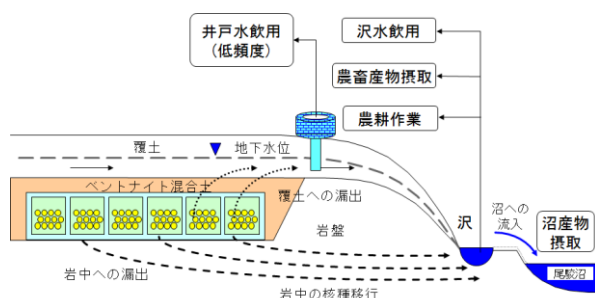 井戸水飲用
(低頻度)
沢水飲用
農畜産物摂取
農耕作業
覆土
地下水位
ベントナイト混合土
覆土への漏出
岩盤
沢
沼への
流入
沼産物
摂取
尾駮沼
岩中への漏出
岩中の核種移行